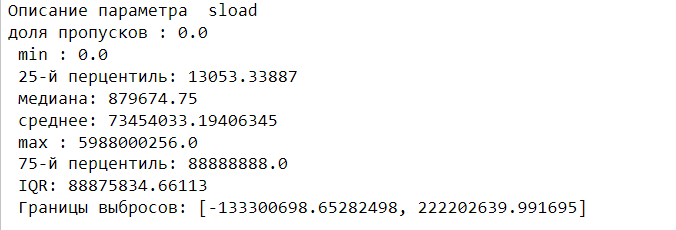 Описание параметра  sload
доля пропусков : 0.0
min : 0.0
25-й перцентиль: 13053.33887
медиана: 879674.75
среднее: 73454033.19406345
max : 5988000256.0
75-й перцентиль: 88888888.0
IQR: 88875834.66113
Границы выбросов: [-133300698.65282498, 222202639.991695]